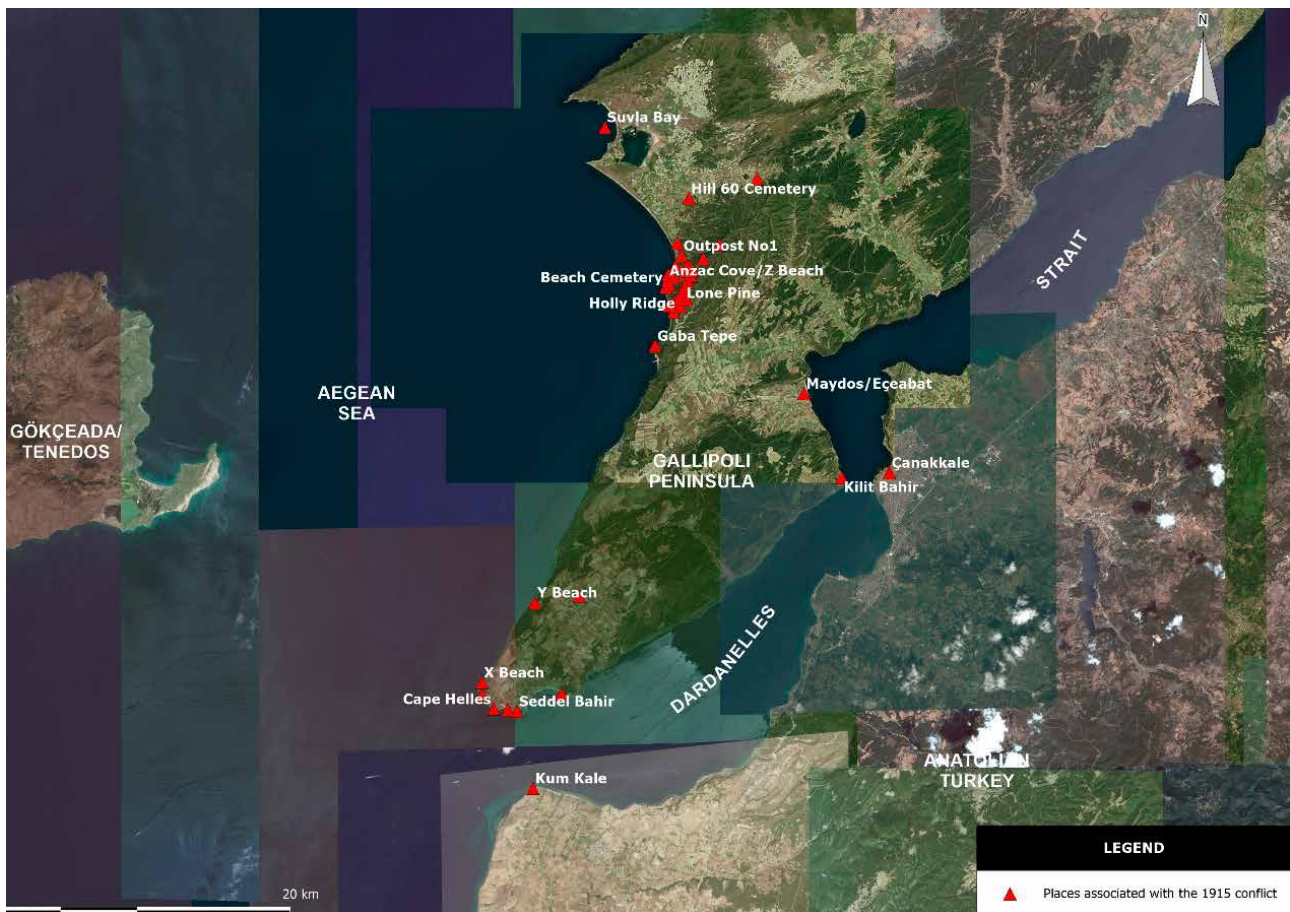 N
Suvla Bay
Hill 60 Cemetery
Outpost No1
Beach Cemetery
Anzac Cove/Z Beach
Lone Pine
Holly Ridge
Gaba Tepe
STRAIT
AEGEAN
SEA
Maydos/Eçeabat
GÖKÇEADA/
TENEDOS
GALLIPOLI
PENINSULA
Çanakkale
Kilit Bahir
Y Beach
DARDANELLES
X Beach
Cape Helles
Seddel Bahir
ANATOLIAN
TURKEY
Kum Kale
LEGEND
20 km
Places associated with the 1915 conflict